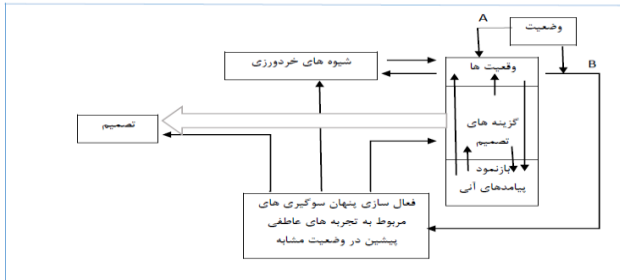 A
وضعیت
B
شیوه های خردورزی
وقعیت ها
تصمیم
گزینه های
تصمیم
بازنمود
پیامدهای آنی
فعال سازی پنهان سوگیری های
مربوط به تجربه های عاطفی
پیشین در وضعیت مشابه